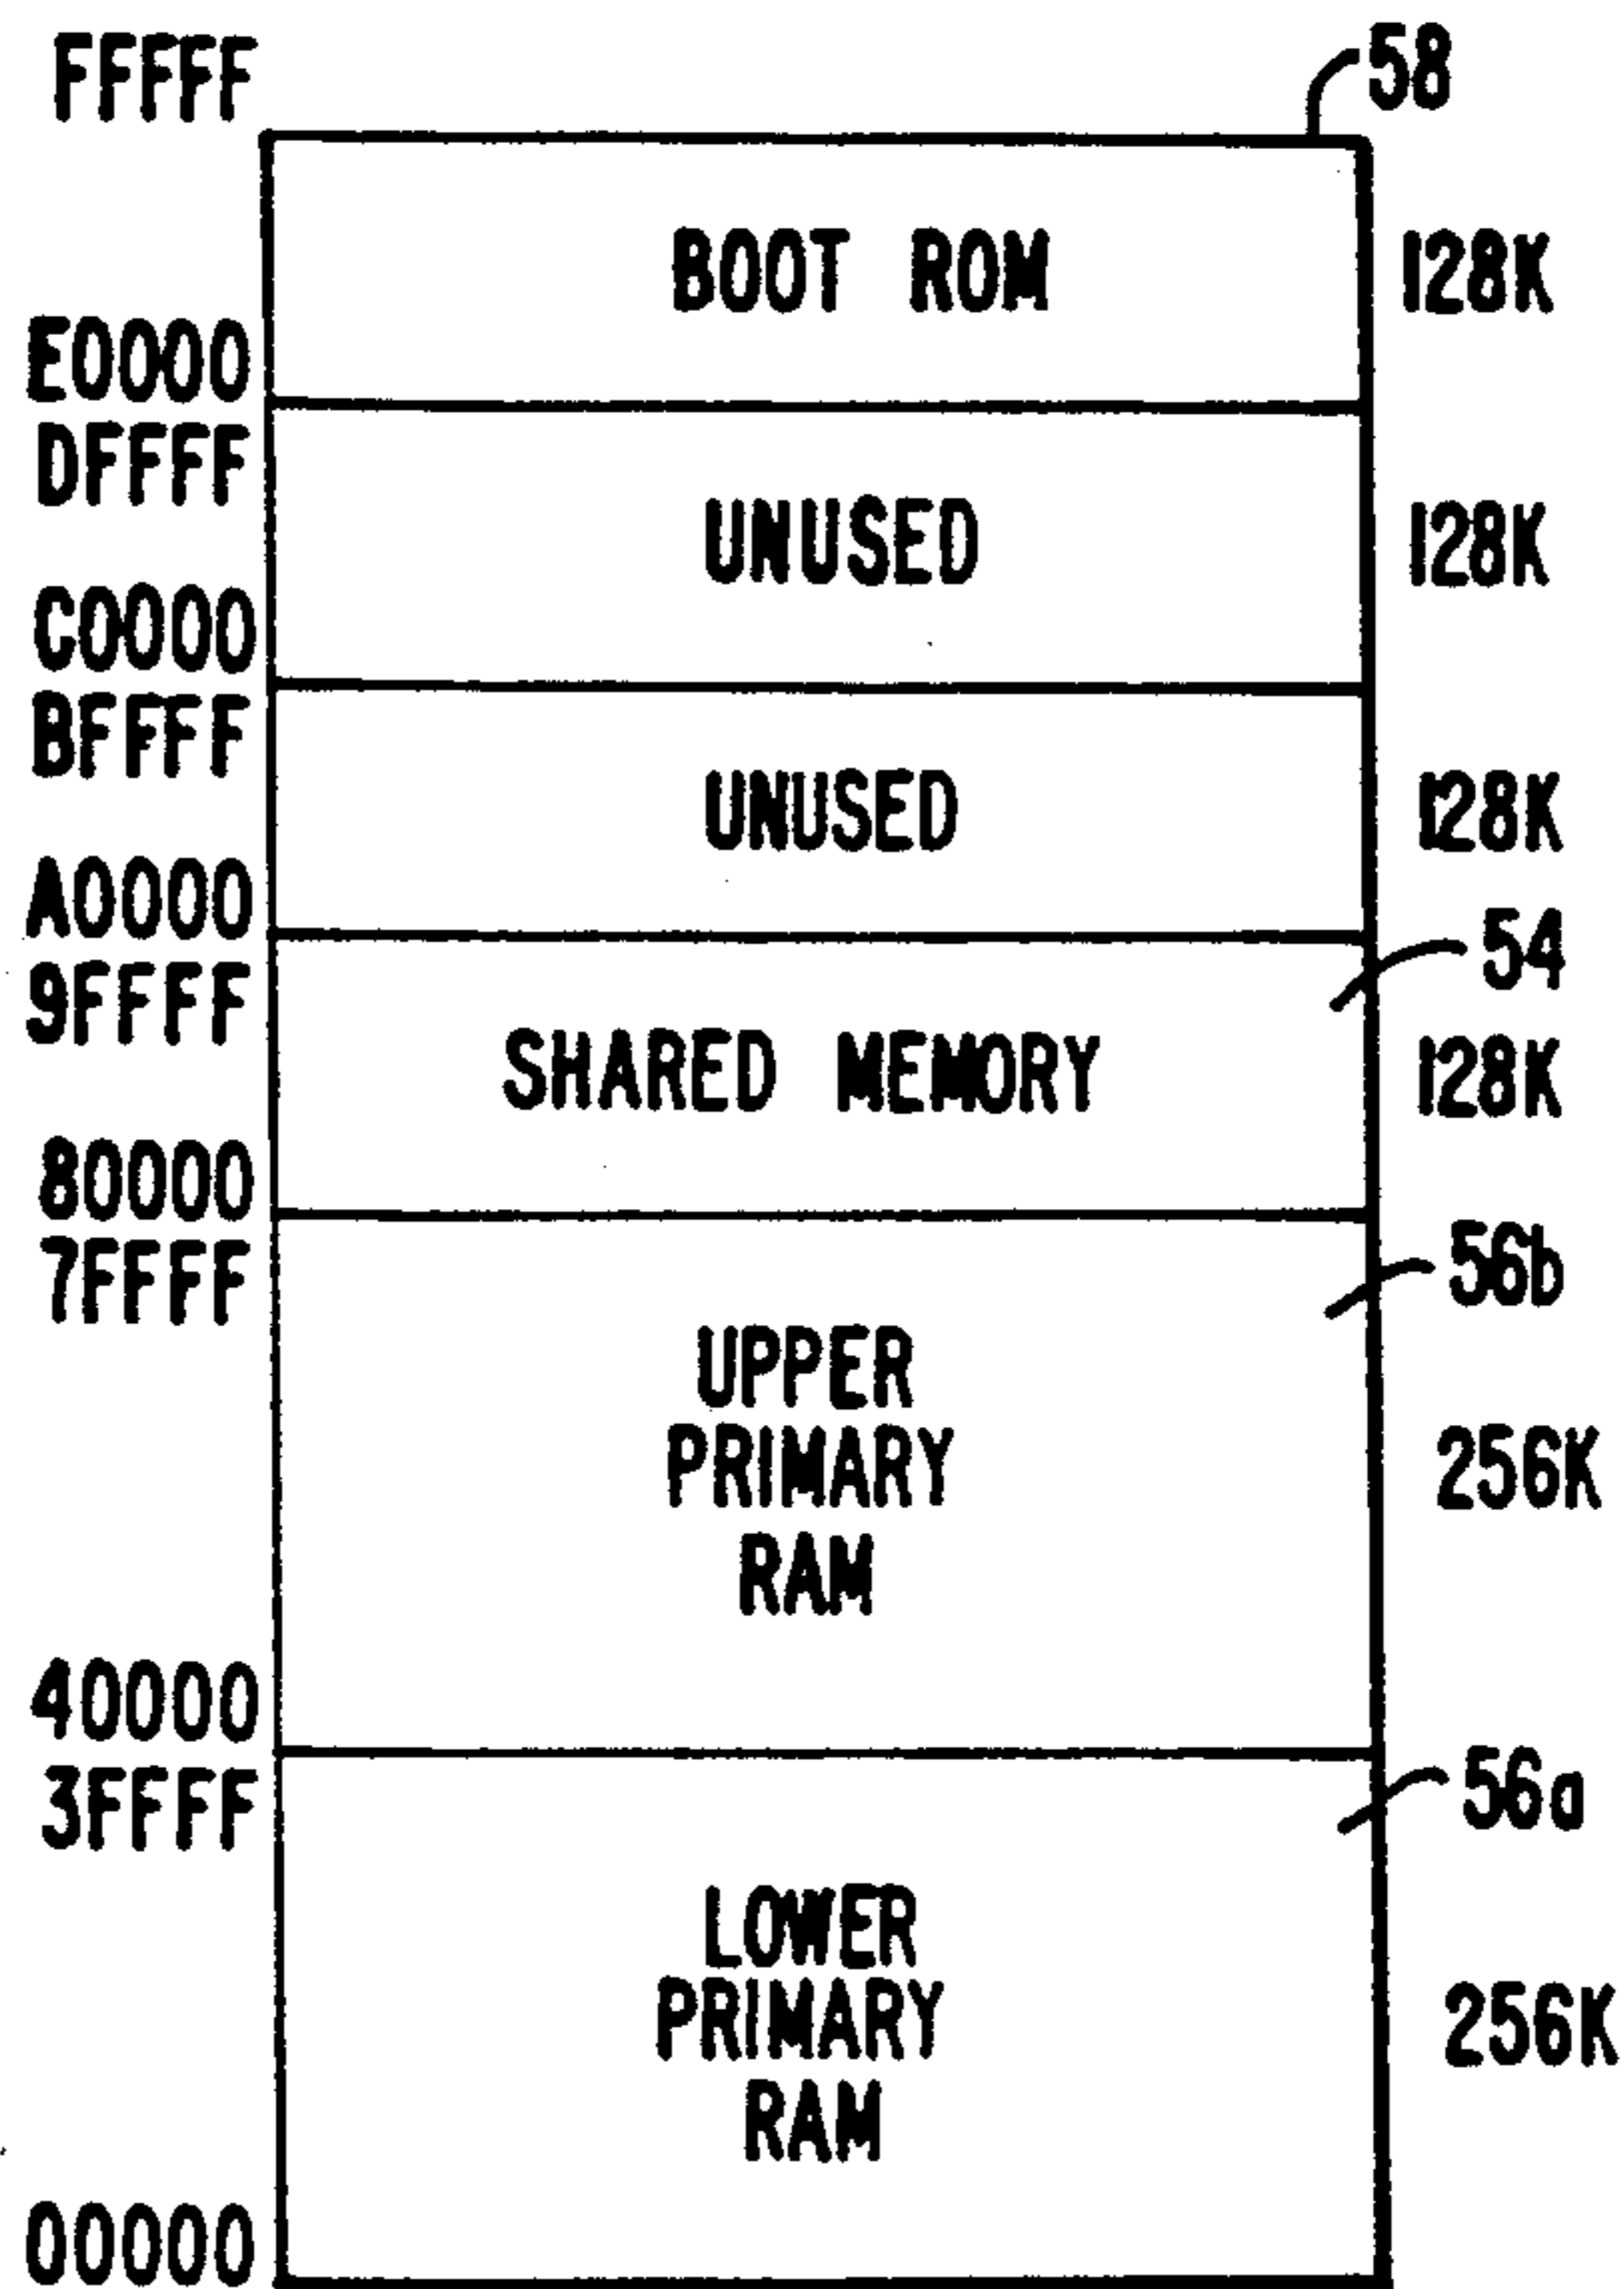 FFFFF
58
BOOT ROM
128K
E0000
DFFFF
UNUSED
128K
C0000
BFFFF
UNUSED
128K
A0000
54
9FFFF
SHARED MEMORY
128K
80000
7FFFF
56b
UPPER
PRIMARY
RAM
256K
40000
3FFFF
56a
LOWER
PRIMARY
RAM
256K
00000